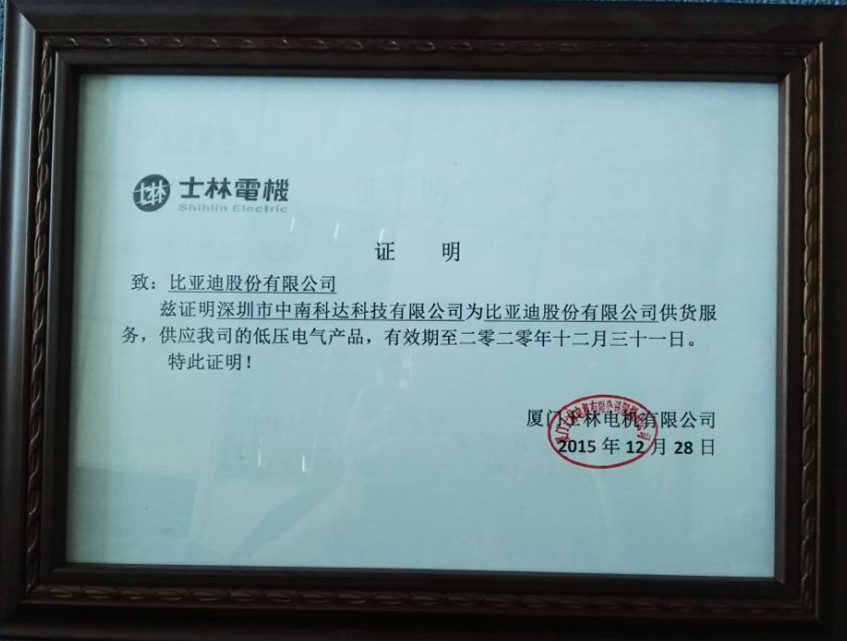 士林電機
Shihlin Electric
证 明
致：比亚迪股份有限公司
兹证明深圳市中南科达科技有限公司为比亚迪股份有限公司供货服
务，供应我司的低压电气产品，有效期至二零二零年十二月三十一日。
特此证明！
厦门士林电机有限公司
2015 年 12 月 28 日